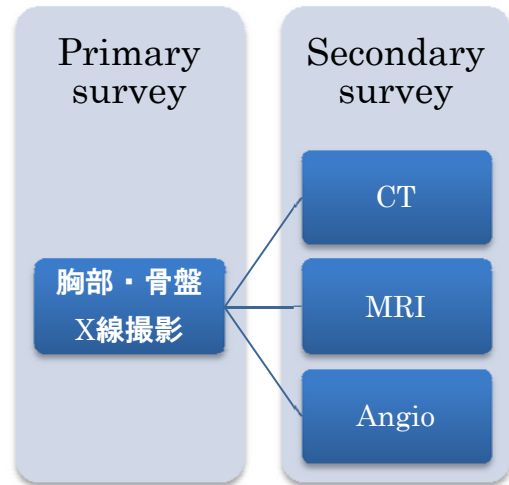 Primary
survey
胸部・骨盤
X線撮影
Secondary
survey
CT
MRI
Angio